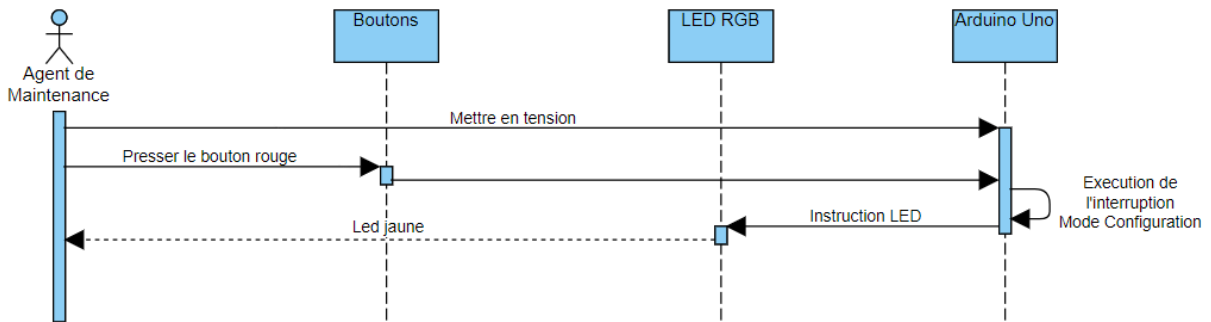 Boutons
LED RGB
Arduino Uno
Agent de
Maintenance
Mettre en tension
Presser le bouton rouge
Execution de
l'interruption
Mode Configuration
Instruction LED
Led jaune